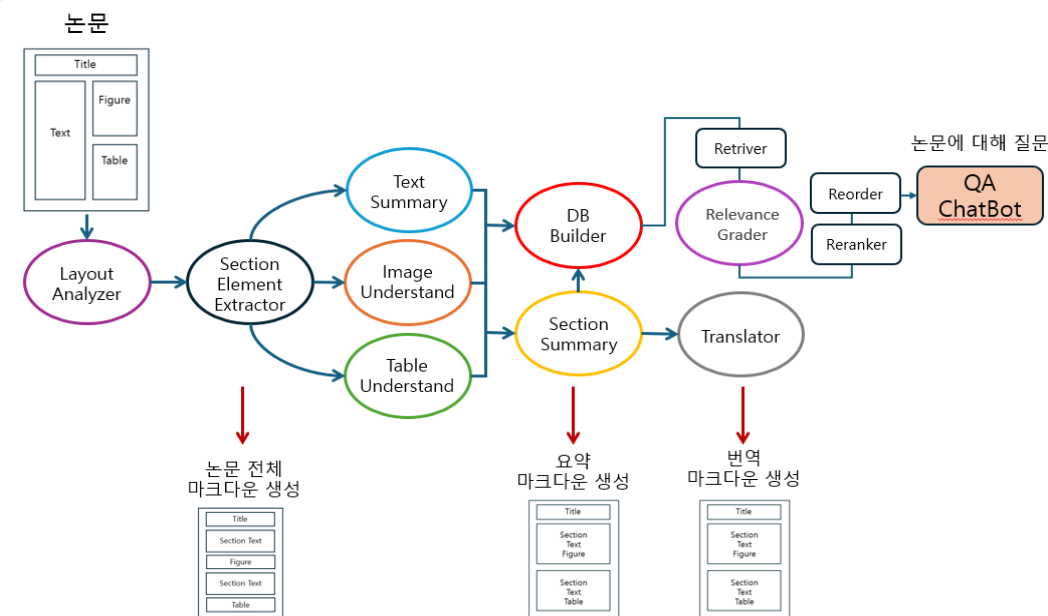 논문
Title
Text
Figure
Table
Layout
Analyzer
Section
Element
Extractor
Text
Summary
Image
Understand
Table
Understand
DB
Builder
Section
Summary
Retriver
Relevance
Grader
Translator
Reorder
Reranker
논문에 대해 질문
QA
ChatBot
논문 전체
마크다운 생성
Title
Section Text
Figure
Section Text
Table
요약
마크다운 생성
Title
Section
Text
Figure
Section
Text
Table
번역
마크다운 생성
Title
Section
Text
Figure
Section
Text
Table